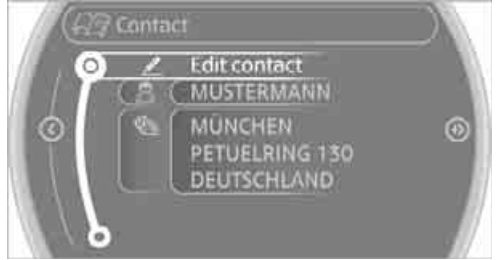 Contact
Edit contact
MUSTERMANN
MÜNCHEN
PETUELRING 130
DEUTSCHLAND